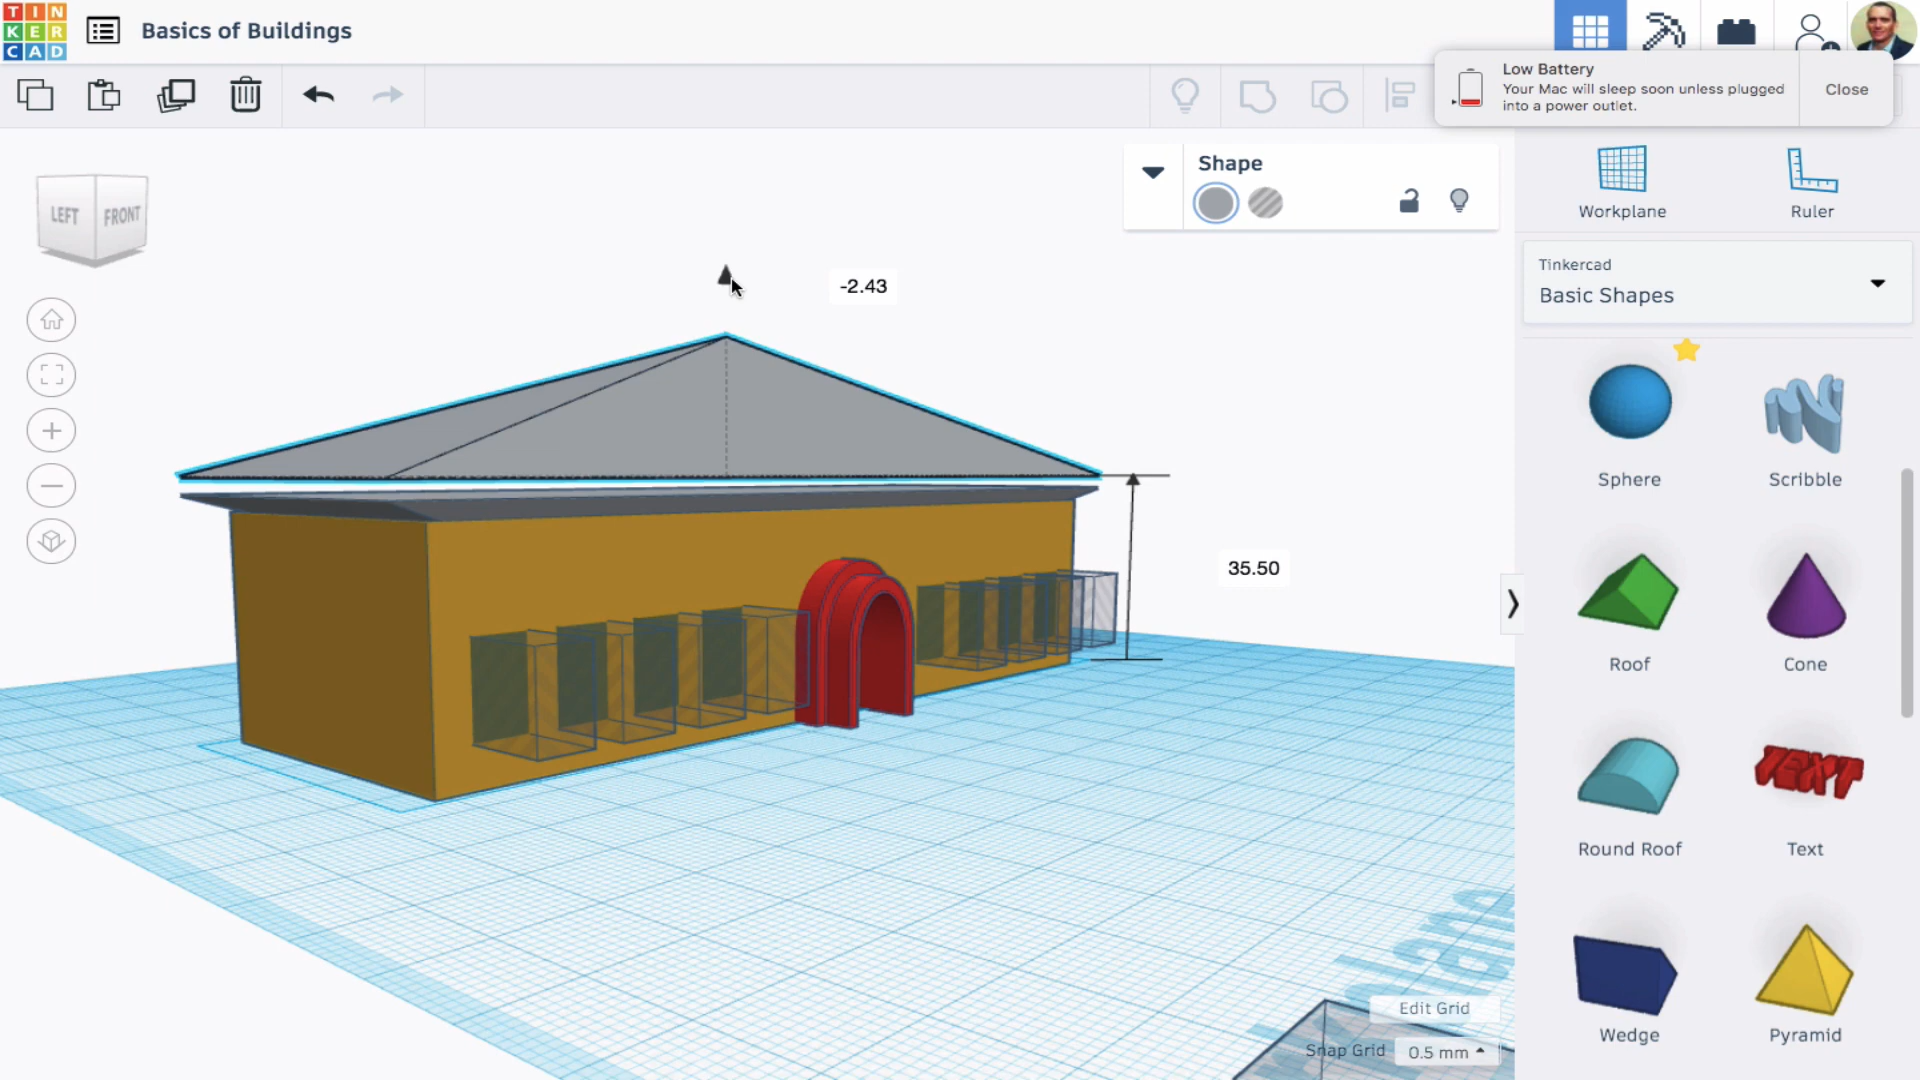 TIN
KER
CAD
Basics of Buildings
Low Battery
Your Mac will sleep soon unless plugged
into a power outlet.
Close
LEFT
FRONT
Shape
-2.43
35.50
Workplane
Ruler
Tinkercad
Basic Shapes
Sphere
Scribble
Roof
Cone
Round Roof
TEXT
Text
Wedge
Pyramid
Edit Grid
Snap Grid
0.5 mm